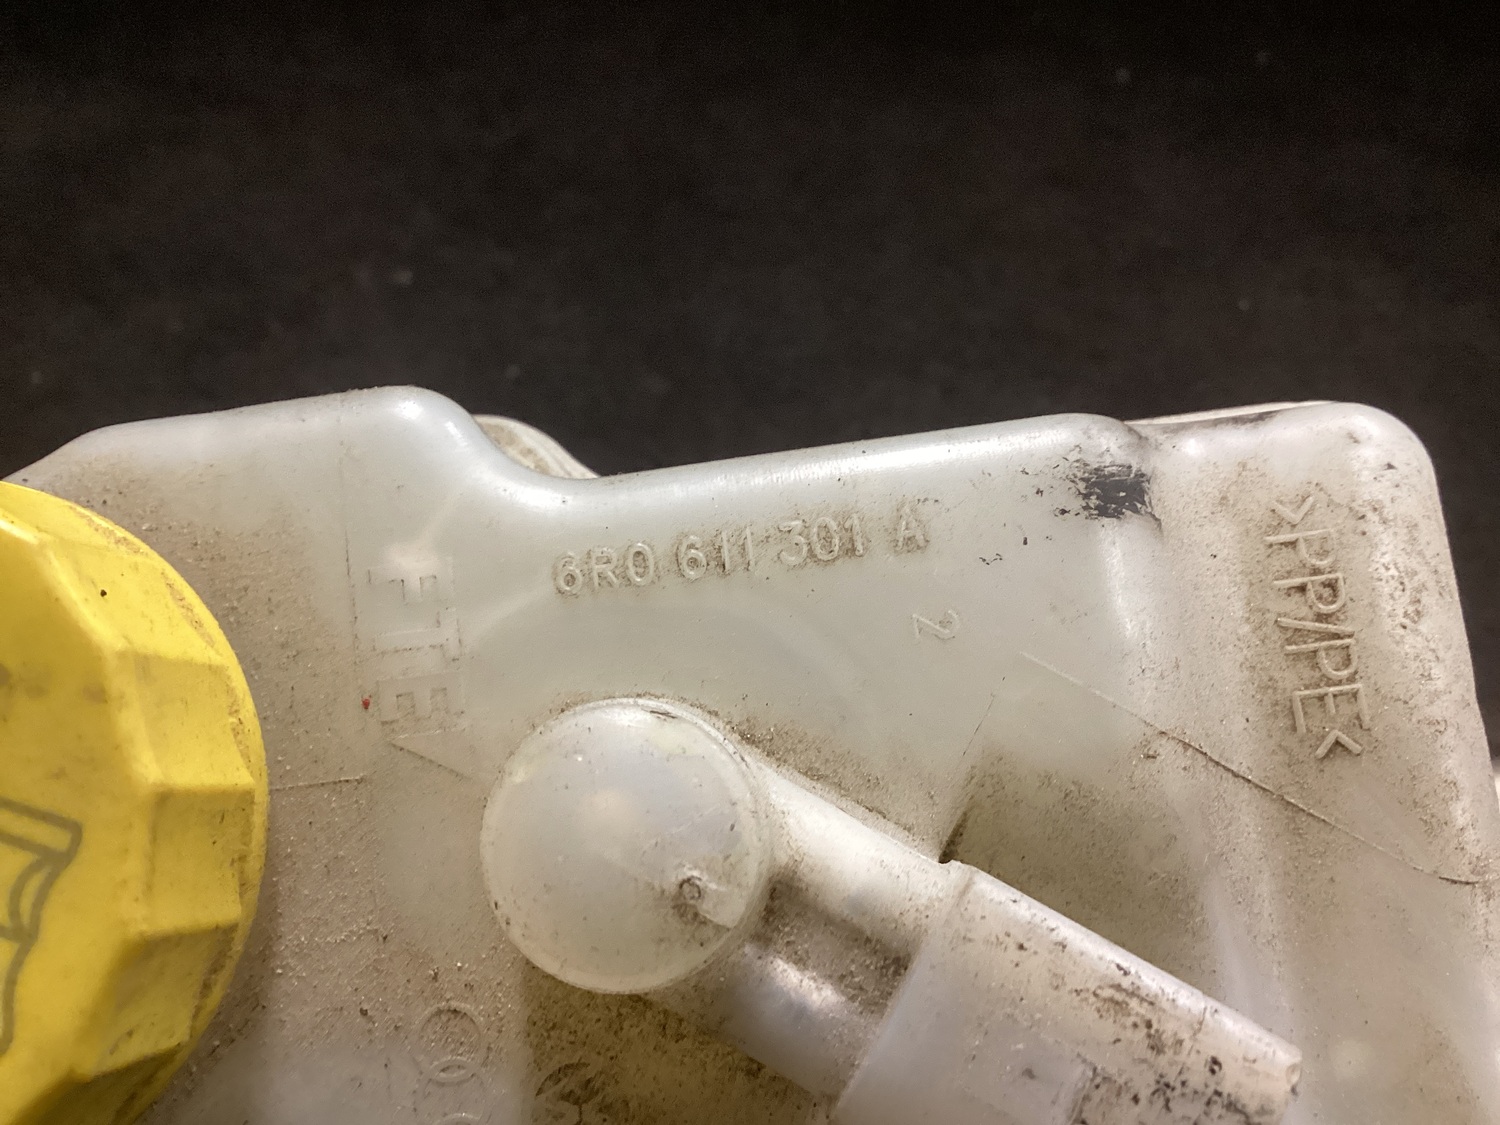 6R0 611 301 A
2
FTE
>PP/PE<